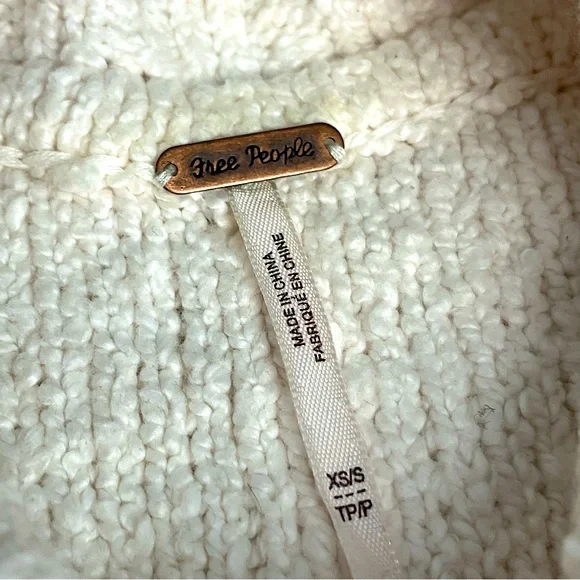 Free People
MADE IN CHINA
FABRIQUÉ EN CHINE
XS/S
TP/P